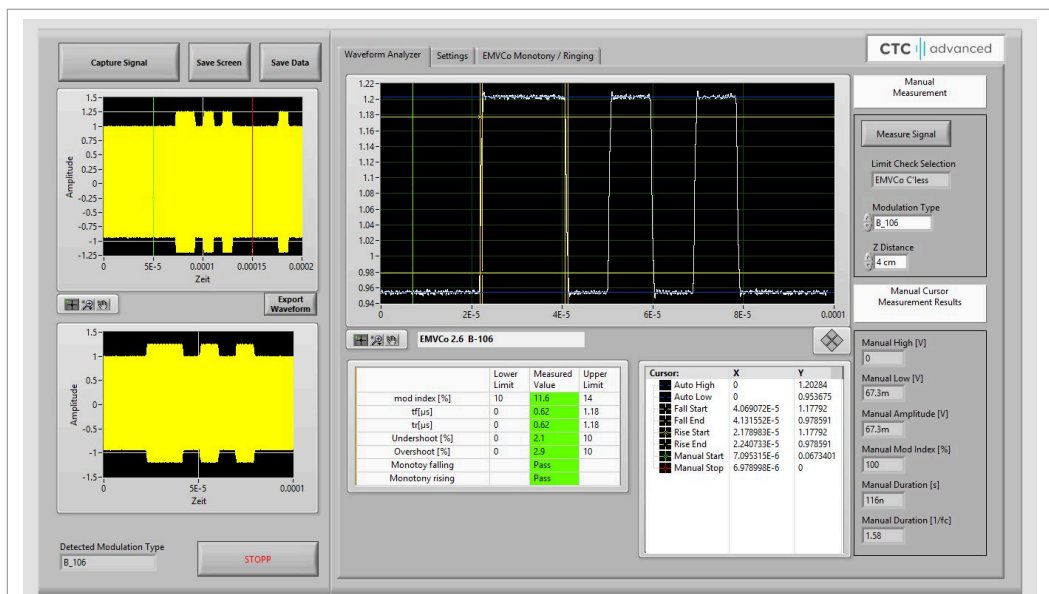 Capture Signal
Save Screen
Save Data
1.5
1.25
1
0.75
0.5
0.25
0
-0.25
-0.5
-0.75
-1
-1.25
Amplitude
0 5E-5 0.0001 0.00015 0.0002
Zeit
Export
Waveform
1.5
1
0.5
0
-0.5
-1
-1.5
Amplitude
0 5E-5 0.0001
Zeit
Detected Modulation Type
B_106
STOPP
Waveform Analyzer Settings EMVCo Monotony / Ringing
CTC advanced
1.22
1.2
1.18
1.16
1.14
1.12
1.1
1.08
1.06
1.04
1.02
1
0.98
0.96
0.94
0 2E-5 4E-5 6E-5 8E-5 0.0001
EMVCo 2.6 B-106
Lower Limit Measured Value Upper Limit
mod index [%] 10 11.6 14
tf[µs] 0 0.62 1.18
tr[µs] 0 0.62 1.18
Undershoot [%] 0 2.1 10
Overshoot [%] 0 2.9 10
Monotoy falling Pass
Monotony rising Pass
Cursor: X Y
Auto High 0 1.20284
Auto Low 0 0.953675
Fall Start 4.069072E-5 1.17792
Fall End 4.131552E-5 0.978591
Rise Start 2.178983E-5 1.17792
Rise End 2.240733E-5 0.978591
Manual Start 7.095315E-6 0.0673401
Manual Stop 6.978998E-6 0
Manual
Measurement
Measure Signal
Limit Check Selection
EMVCo C'less
Modulation Type
B_106
Z Distance
4 cm
Manual Cursor
Measurement Results
Manual High [V]
0
Manual Low [V]
67.3m
Manual Amplitude [V]
67.3m
Manual Mod Index [%]
100
Manual Duration [s]
116n
Manual Duration [1/fc]
1.58